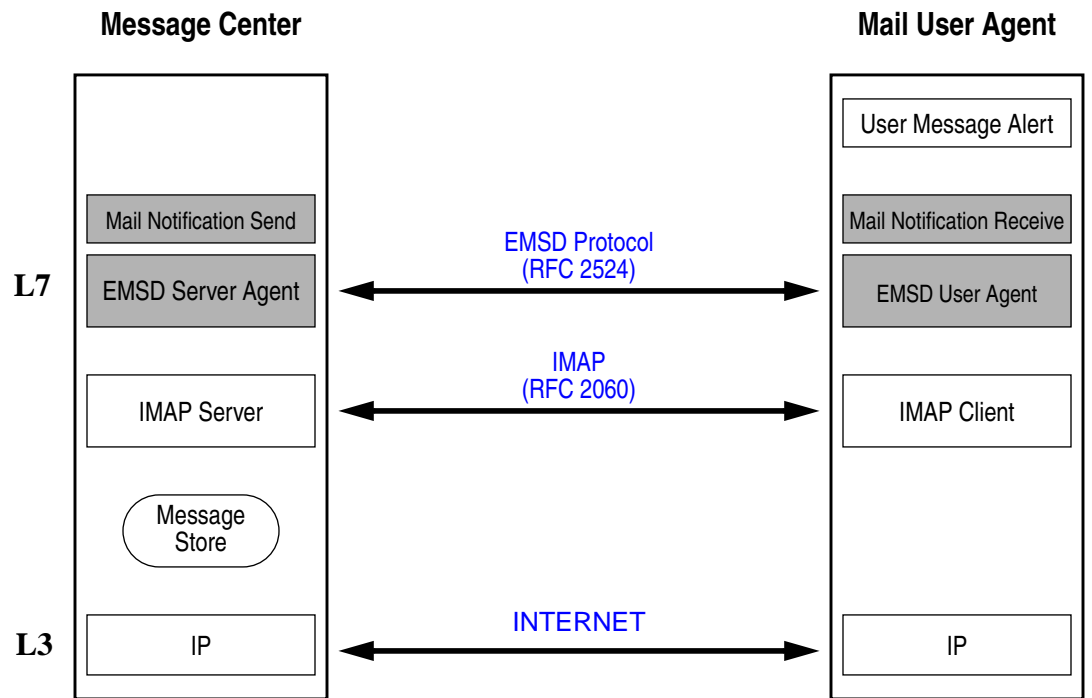 Message Center
Mail User Agent
User Message Alert
Mail Notification Send
Mail Notification Receive
EMSD Protocol
(RFC 2524)
L7
EMSD Server Agent
EMSD User Agent
IMAP
(RFC 2060)
IMAP Server
IMAP Client
Message
Store
INTERNET
L3
IP
IP